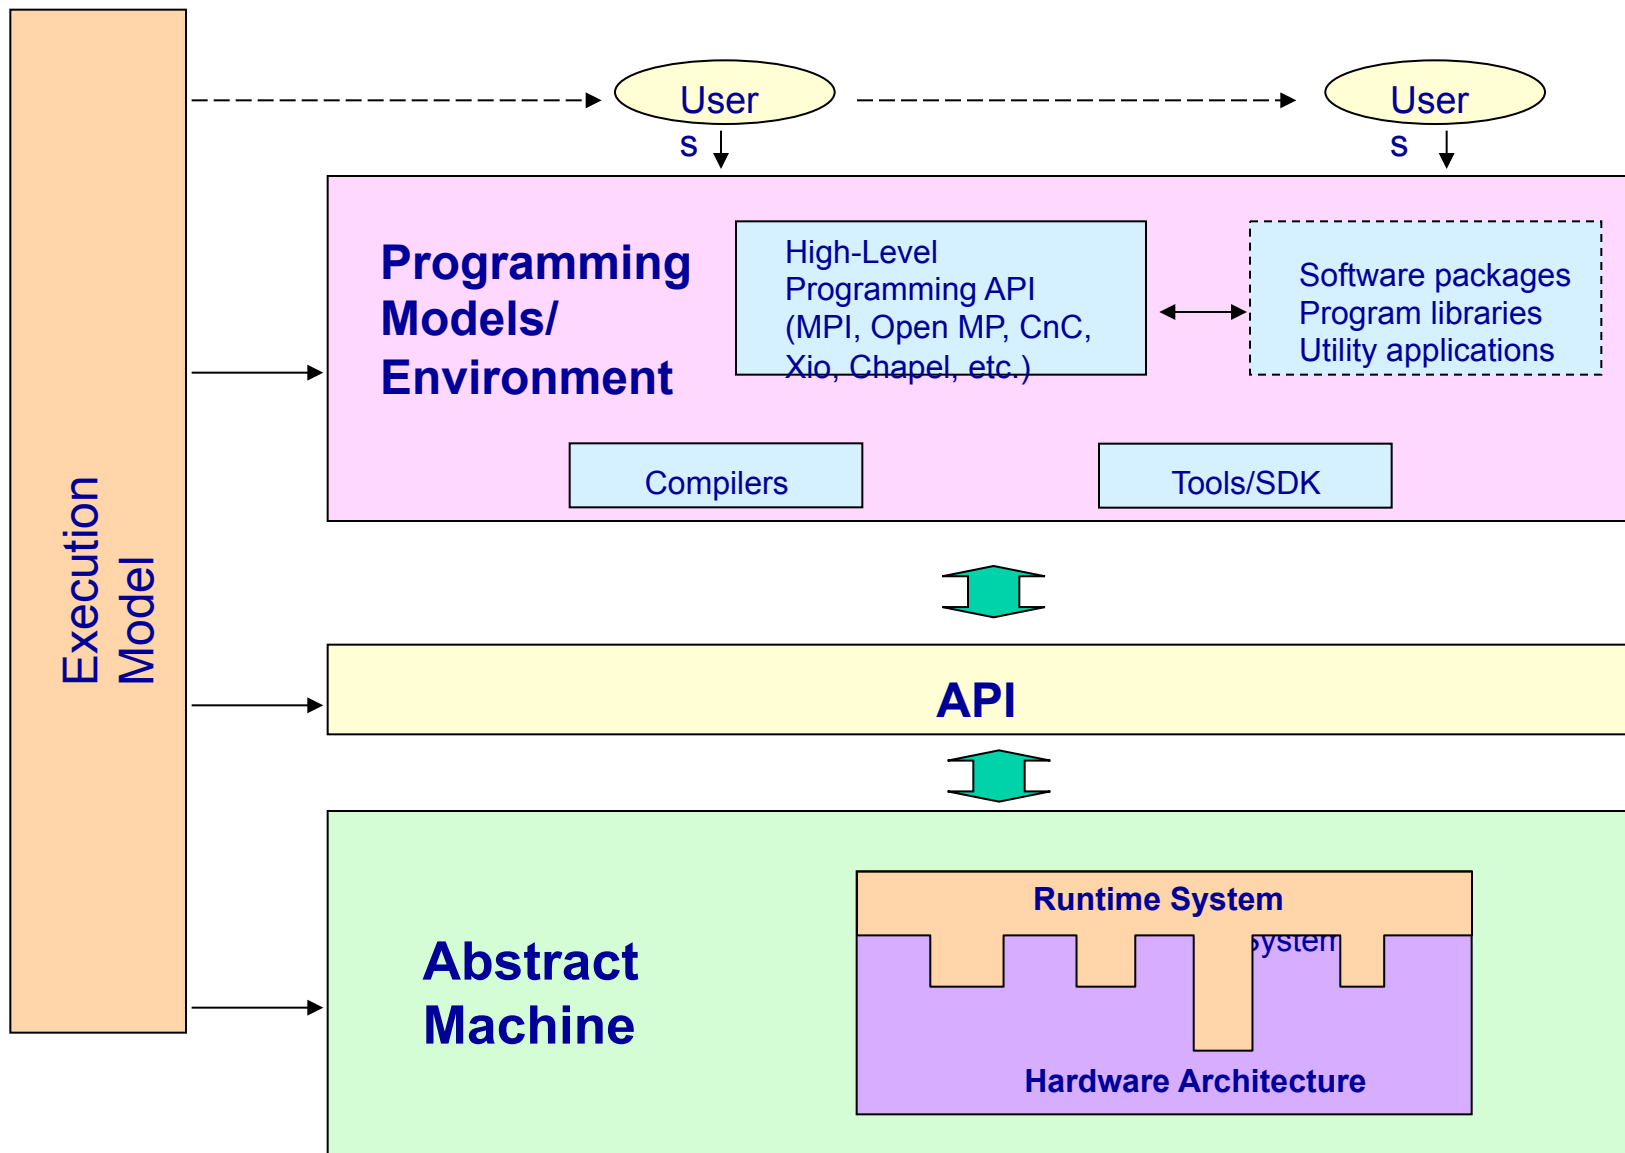 Execution
Model
User
s
User
s
Programming
Models/
Environment
High-Level
Programming API
(MPI, Open MP, CnC,
Xio, Chapel, etc.)
Software packages
Program libraries
Utility applications
Compilers
Tools/SDK
API
Abstract
Machine
Runtime System
System
Hardware Architecture